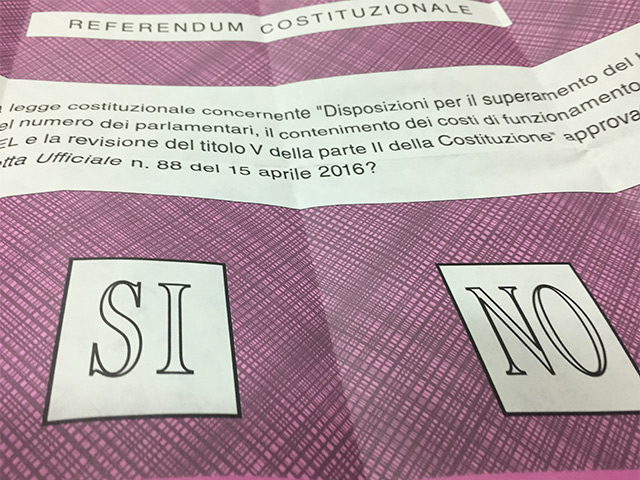 REFERENDUM COSTITUZIONALE
legge costituzionale concernente "Disposizioni per il superamento del
numero dei parlamentari, il contenimento dei costi di funzionamento
EL e la revisione del titolo V della parte II della Costituzione" approva
etta Ufficiale n. 88 del 15 aprile 2016?
SI NO